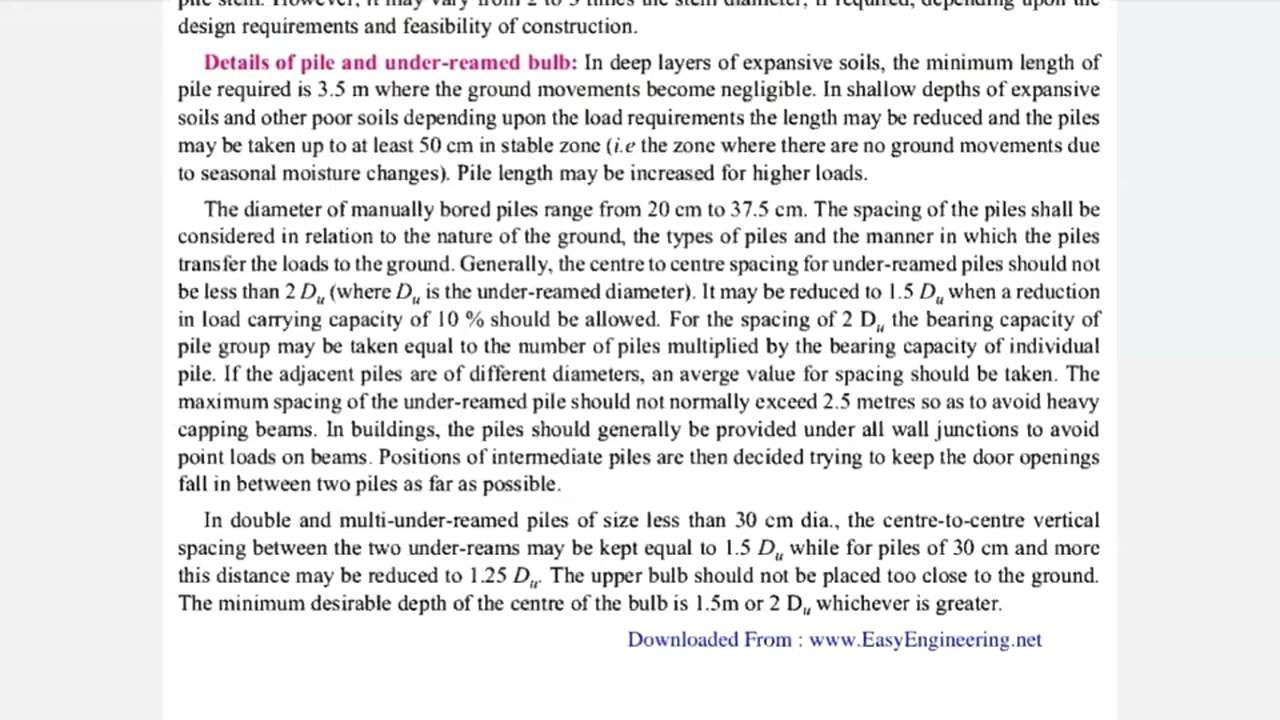 design requirements and feasibility of construction.
Details of pile and under-reamed bulb: In deep layers of expansive soils, the minimum length of
pile required is 3.5 m where the ground movements become negligible. In shallow depths of expansive
soils and other poor soils depending upon the load requirements the length may be reduced and the piles
may be taken up to at least 50 cm in stable zone (i.e the zone where there are no ground movements due
to seasonal moisture changes). Pile length may be increased for higher loads.
The diameter of manually bored piles range from 20 cm to 37.5 cm. The spacing of the piles shall be
considered in relation to the nature of the ground, the types of piles and the manner in which the piles
transfer the loads to the ground. Generally, the centre to centre spacing for under-reamed piles should not
be less than 2 Du (where Du is the under-reamed diameter). It may be reduced to 1.5 Du when a reduction
in load carrying capacity of 10 % should be allowed. For the spacing of 2 Du the bearing capacity of
pile group may be taken equal to the number of piles multiplied by the bearing capacity of individual
pile. If the adjacent piles are of different diameters, an averge value for spacing should be taken. The
maximum spacing of the under-reamed pile should not normally exceed 2.5 metres so as to avoid heavy
capping beams. In buildings, the piles should generally be provided under all wall junctions to avoid
point loads on beams. Positions of intermediate piles are then decided trying to keep the door openings
fall in between two piles as far as possible.
In double and multi-under-reamed piles of size less than 30 cm dia., the centre-to-centre vertical
spacing between the two under-reams may be kept equal to 1.5 Du while for piles of 30 cm and more
this distance may be reduced to 1.25 Du. The upper bulb should not be placed too close to the ground.
The minimum desirable depth of the centre of the bulb is 1.5m or 2 Du whichever is greater.
Downloaded From : www.EasyEngineering.net